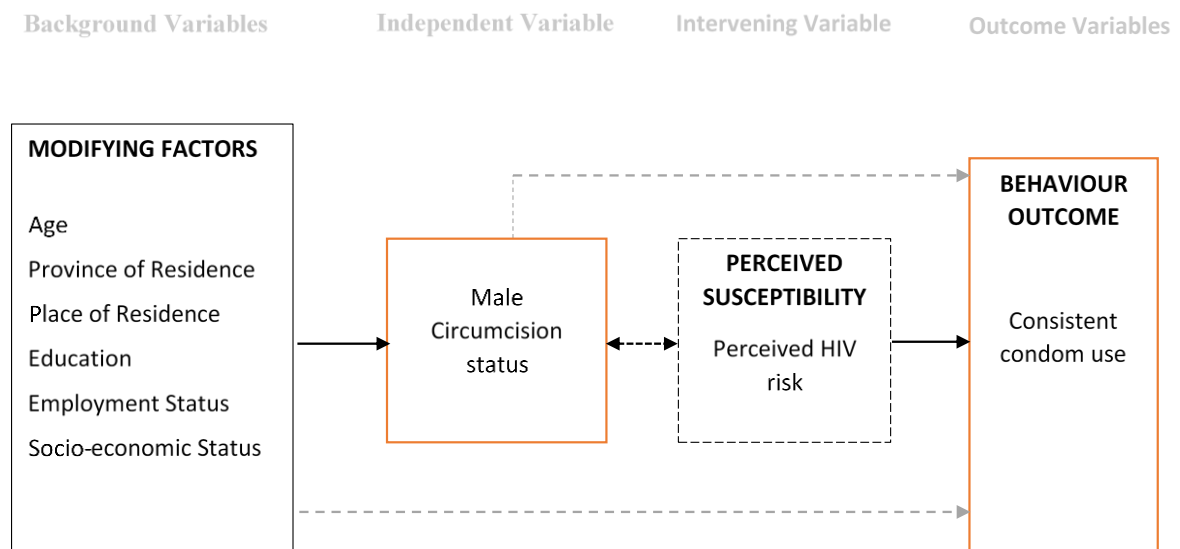 Background Variables
Independent Variable
Intervening Variable
Outcome Variables
MODIFYING FACTORS
Age
Province of Residence
Place of Residence
Education
Employment Status
Socio-economic Status
Male
Circumcision
status
PERCEIVED
SUSCEPTIBILITY
Perceived HIV
risk
BEHAVIOUR
OUTCOME
Consistent
condom use